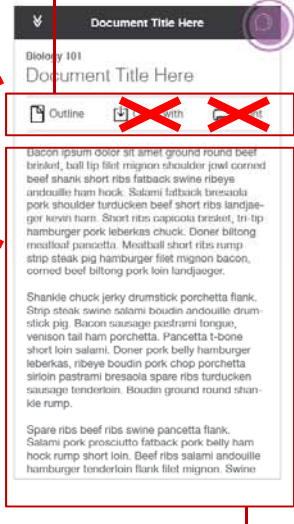 Document Title Here
Biology 101
Document Title Here
Outline
with
Bacon ipsum dolor sit amet ground round beef
brisket, ball tip filet mignon shoulder jowl corned
beef shank short ribs fatback swine ribeye
andouille ham hock. Salami fatback bresaola
pork shoulder turducken beef short ribs landjae-
ger kevin ham. Short ribs capicola brisket, tri-tip
hamburger pork leberkas chuck. Doner biltong
meatloaf pancetta. Meatball short ribs rump
strip steak pig hamburger filet mignon bacon,
corned beef biltong pork loin landjaeger.
Shankle chuck jerky drumstick porchetta flank.
Strip steak swine salami boudin andouille drum-
stick pig. Bacon sausage pastrami tongue,
venison tail ham porchetta. Pancetta t-bone
short loin salami. Doner pork belly hamburger
leberkas, ribeye boudin pork chop porchetta
sirloin pastrami bresaola spare ribs turducken
sausage tenderloin. Boudin ground round shan-
kle rump.
Spare ribs beef ribs swine pancetta flank.
Salami pork prosciutto fatback pork belly ham
hock rump short loin. Beef ribs salami andouille
hamburger tenderloin flank filet mignon. Swine